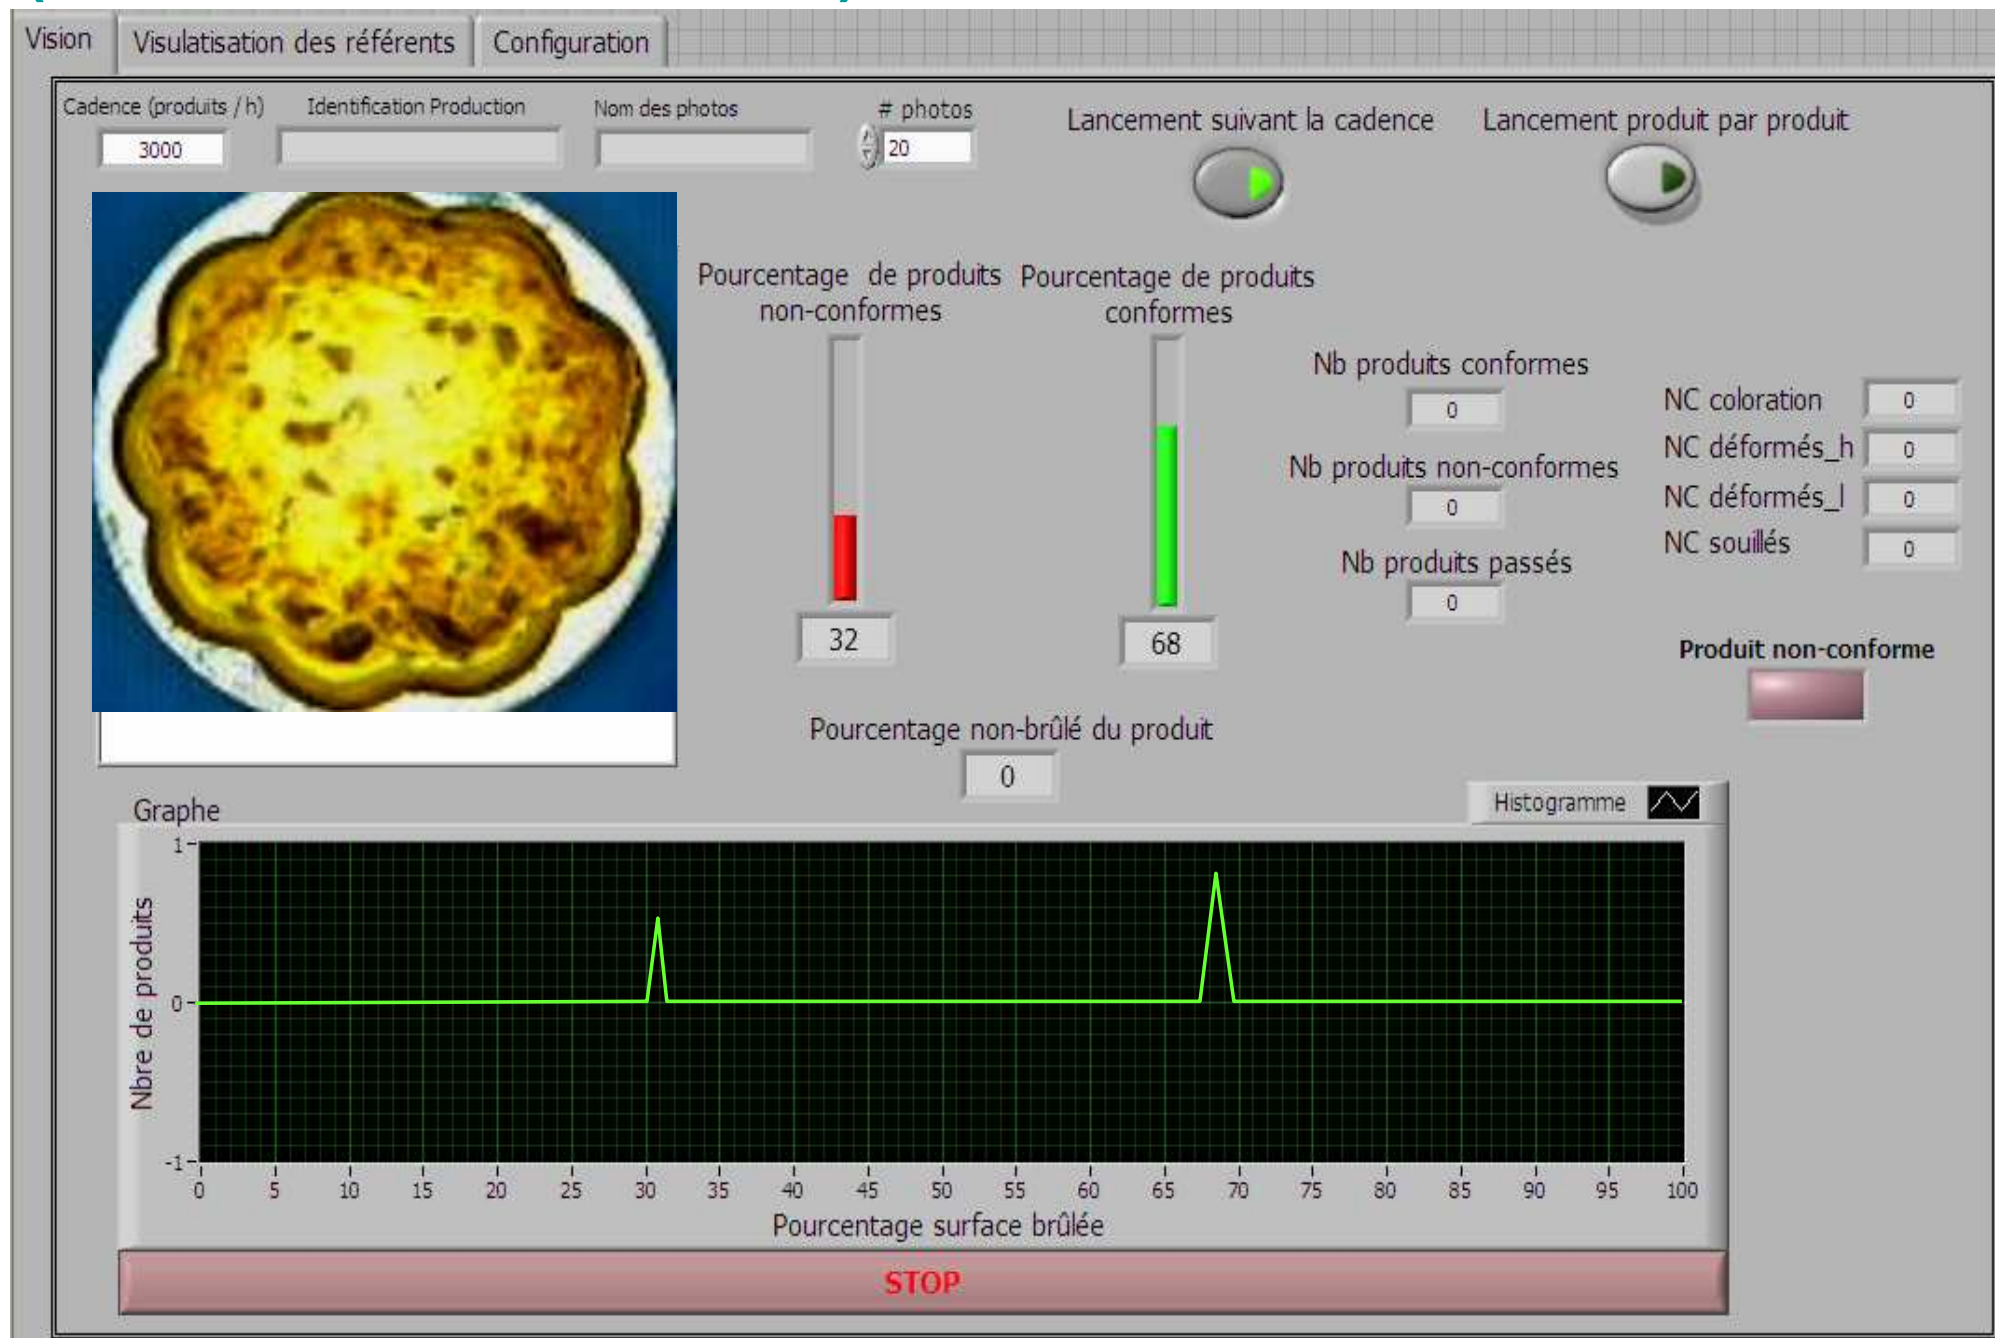 Vision
Visulatisation des référents
Configuration
Cadence (produits / h)
Identification Production
Nom des photos
# photos
3000
20
Lancement suivant la cadence
Lancement produit par produit
Pourcentage de produits
non-conformes
Pourcentage de produits
conformes
32
68
Nb produits conformes
0
Nb produits non-conformes
0
Nb produits passés
0
NC coloration
0
NC déformés_h
0
NC déformés_l
0
NC souillés
0
Produit non-conforme
Pourcentage non-brûlé du produit
0
Graphe
Histogramme
Nbre de produits
1
0
-1
0 5 10 15 20 25 30 35 40 45 50 55 60 65 70 75 80 85 90 95 100
Pourcentage surface brûlée
STOP